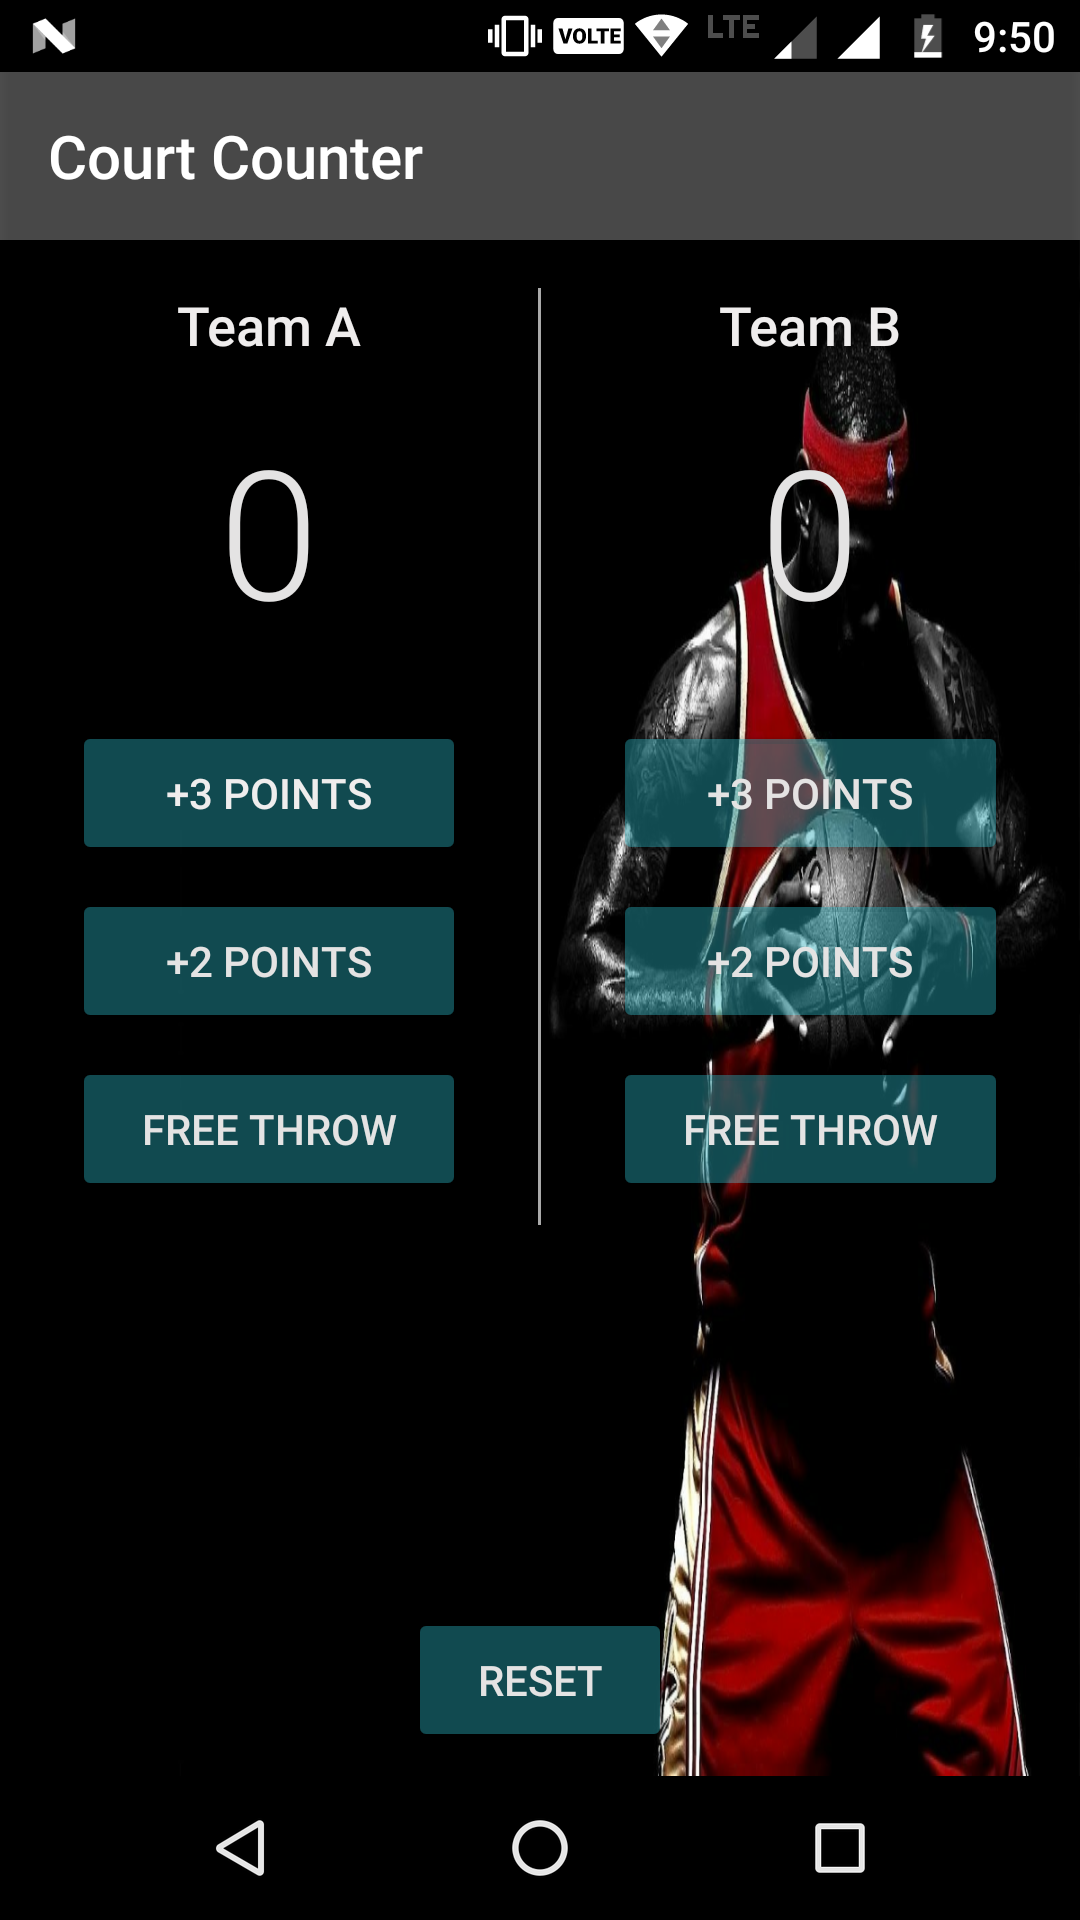 VOLTE LTE 9:50
Court Counter
Team A Team B
0 0
+3 POINTS +3 POINTS
+2 POINTS +2 POINTS
FREE THROW FREE THROW
RESET